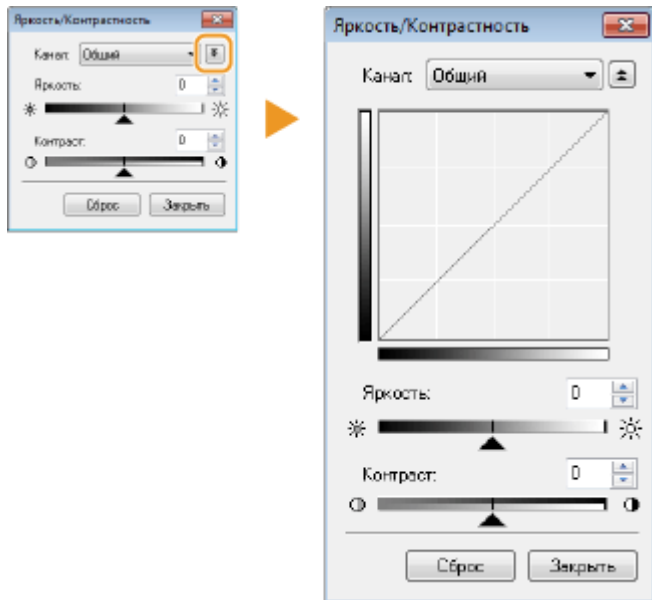 Яркость/Контрастность
Канал: Общий
Яркость: 0
Контраст: 0
Сброс Закрыть
Яркость/Контрастность
Канал: Общий
Яркость: 0
Контраст: 0
Сброс Закрыть